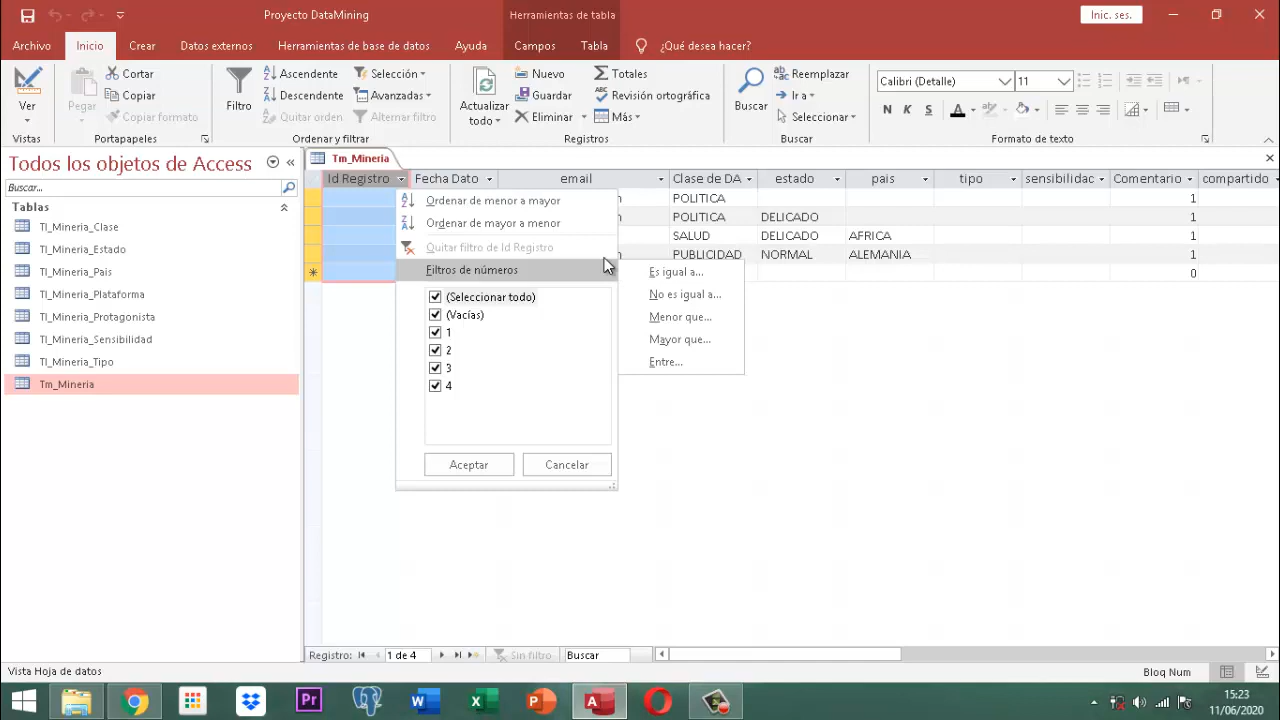 Proyecto DataMining
Herramientas de tabla
Inic. ses.
Archivo
Inicio
Crear
Datos externos
Herramientas de base de datos
Ayuda
Campos
Tabla
¿Qué desea hacer?
Ver
Vistas
Pegar
Cortar
Copiar
Copiar formato
Portapapeles
Filtro
Ascendente
Descendente
Quitar orden
Selección
Avanzada
Alternar filtro
Ordenar y filtrar
Actualizar
todo
Nuevo
Guardar
Eliminar
Totales
Revisión ortográfica
Más
Registros
Buscar
Reemplazar
Ir a
Seleccionar
Buscar
Calibri (Detalle)
11
N K S
A
Formato de texto
Todos los objetos de Access
Buscar...
Tablas
Tl_Mineria_Clase
Tl_Mineria_Estado
Tl_Mineria_Pais
Tl_Mineria_Plataforma
Tl_Mineria_Protagonista
Tl_Mineria_Sensibilidad
Tl_Mineria_Tipo
Tm_Mineria
Tm_Mineria
Id Registro Fecha Dato email Clase de DA estado pais tipo sensibilidac Comentario compartido
POLITICA 1
POLITICA DELICADO 1
SALUD DELICADO AFRICA 1
PUBLICIDAD NORMAL ALEMANIA 1
0
Ordenar de menor a mayor
Ordenar de mayor a menor
Quitar filtro de Id Registro
Filtros de números
(Seleccionar todo)
(Vacías)
1
2
3
4
Aceptar
Cancelar
Es igual a...
No es igual a...
Menor que...
Mayor que...
Entre...
Registro: 1 de 4 Sin filtro Buscar
Vista Hoja de datos
Bloq Num
Pr
15:23
11/06/2020